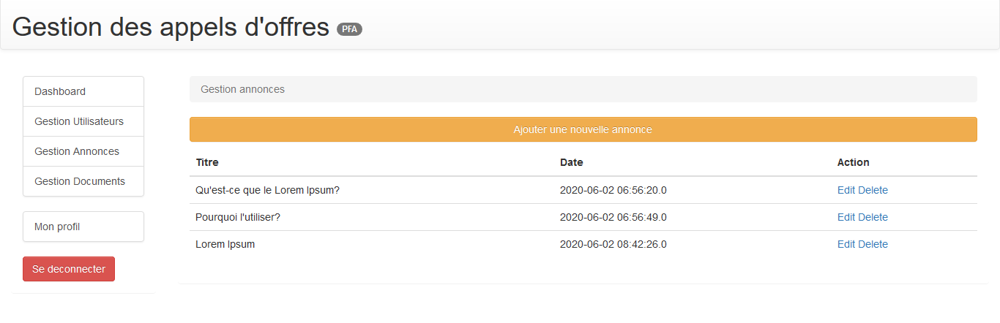 Gestion des appels d'offres PFA
Dashboard
Gestion Utilisateurs
Gestion Annonces
Gestion Documents
Mon profil
Se deconnecter
Gestion annonces
Ajouter une nouvelle annonce
Titre Date Action
Qu'est-ce que le Lorem Ipsum? 2020-06-02 06:56:20.0 Edit Delete
Pourquoi l'utiliser? 2020-06-02 06:56:49.0 Edit Delete
Lorem Ipsum 2020-06-02 08:42:26.0 Edit Delete